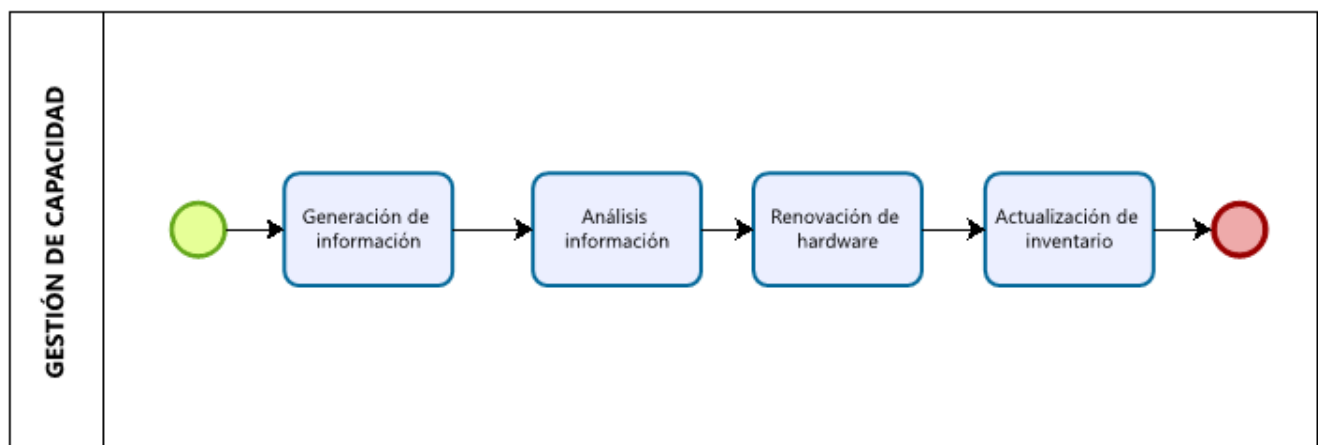 GESTIÓN DE CAPACIDAD
Generación de
información
Análisis
información
Renovación de
hardware
Actualización de
inventario